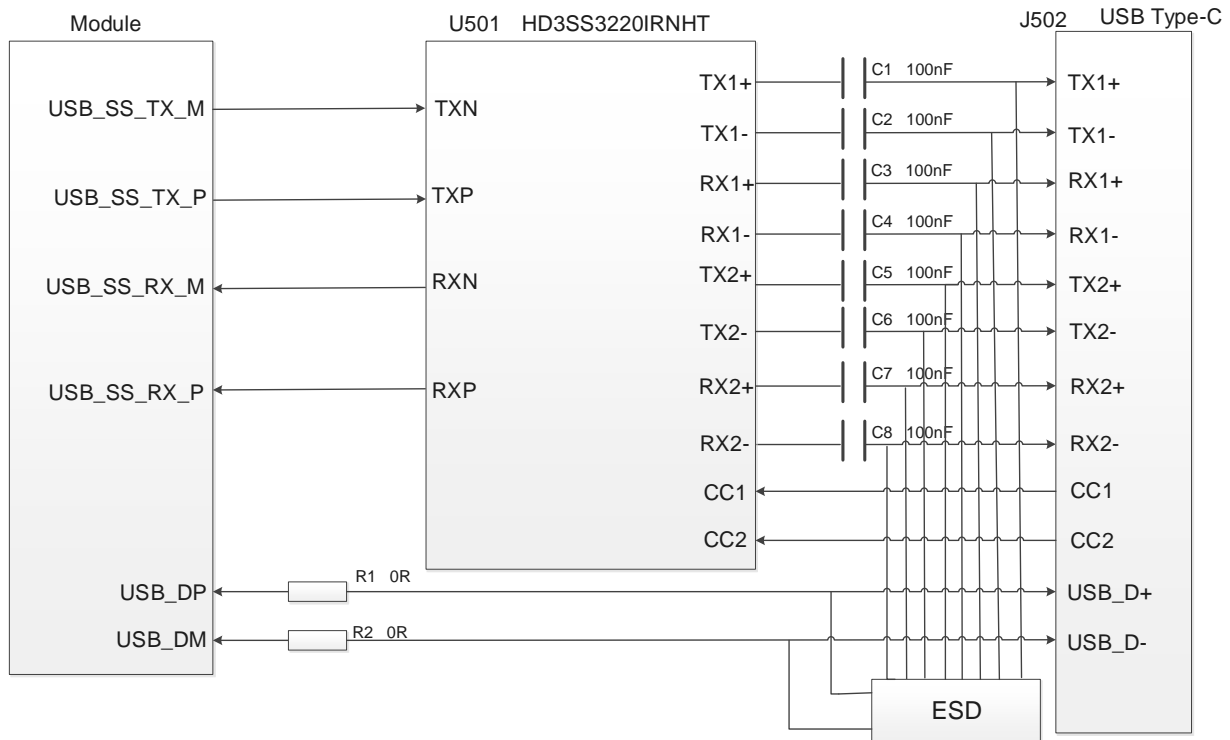 Module
U501 HD3SS3220IRNHT
J502 USB Type-C
USB_SS_TX_M
USB_SS_TX_P
USB_SS_RX_M
USB_SS_RX_P
USB_DP
USB_DM
TXN
TXP
RXN
RXP
TX1+
TX1-
RX1+
RX1-
TX2+
TX2-
RX2+
RX2-
CC1
CC2
C1 100nF
C2 100nF
C3 100nF
C4 100nF
C5 100nF
C6 100nF
C7 100nF
C8 100nF
R1 0R
R2 0R
TX1+
TX1-
RX1+
RX1-
TX2+
TX2-
RX2+
RX2-
CC1
CC2
USB_D+
USB_D-
ESD